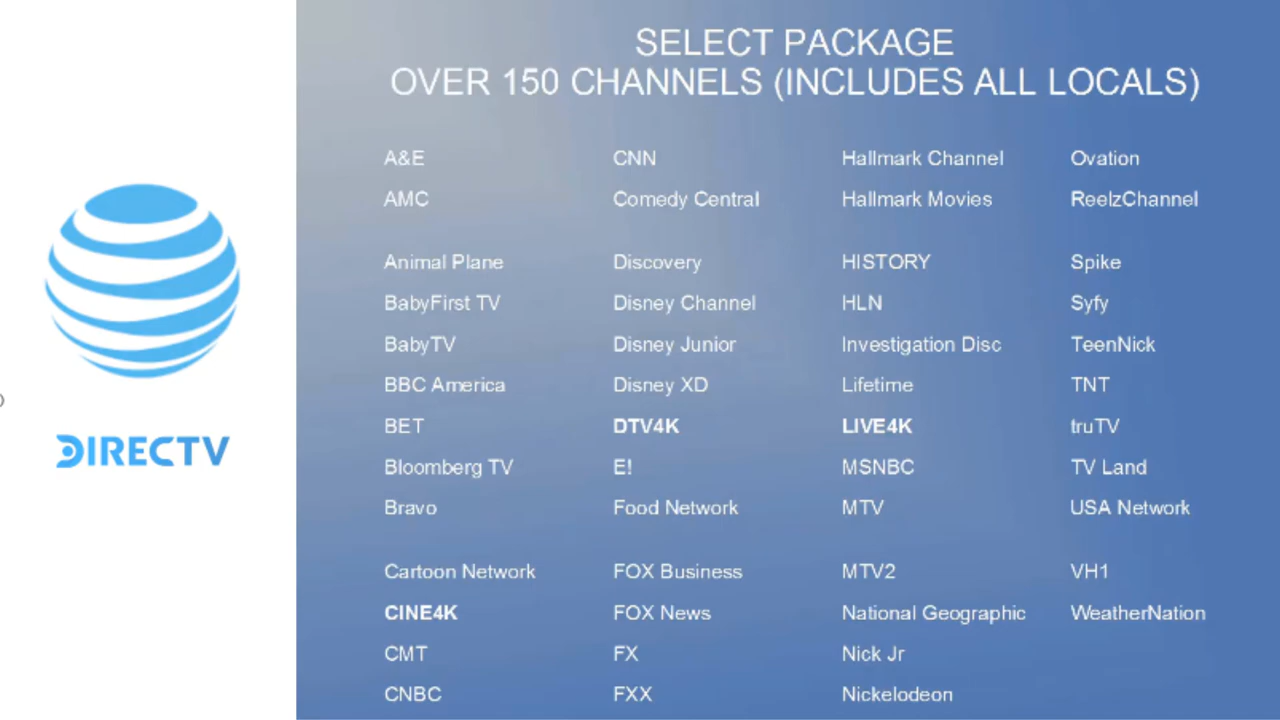 SELECT PACKAGE
OVER 150 CHANNELS (INCLUDES ALL LOCALS)
A&E
AMC
Animal Plane
BabyFirst TV
BabyTV
BBC America
BET
Bloomberg TV
Bravo
Cartoon Network
CINE4K
CMT
CNBC
CNN
Comedy Central
Discovery
Disney Channel
Disney Junior
Disney XD
DTV4K
E!
Food Network
FOX Business
FOX News
FX
FXX
Hallmark Channel
Hallmark Movies
HISTORY
HLN
Investigation Disc
Lifetime
LIVE4K
MSNBC
MTV
MTV2
National Geographic
Nick Jr
Nickelodeon
Ovation
ReelzChannel
Spike
Syfy
TeenNick
TNT
truTV
TV Land
USA Network
VH1
WeatherNation
DIRECTV